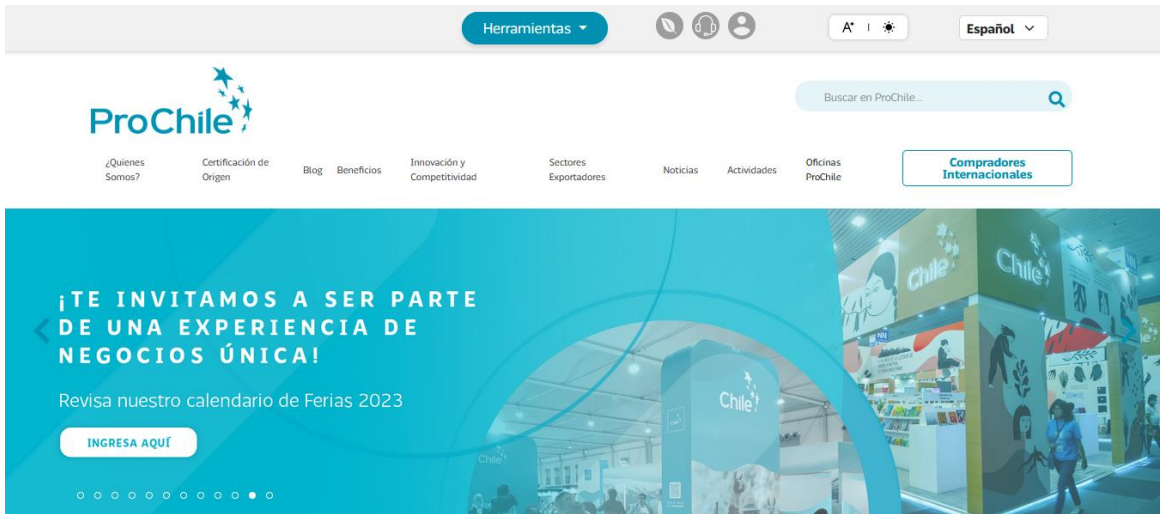 Herramientas
A+
Español
ProChile
Buscar en ProChile...
¿Quienes
Somos?
Certificación de
Origen
Blog
Beneficios
Innovación y
Competitividad
Sectores
Exportadores
Noticias
Actividades
Oficinas
ProChile
Compradores
Internacionales
¡TE INVITAMOS A SER PARTE
DE UNA EXPERIENCIA DE
NEGOCIOS ÚNICA!
Revisa nuestro calendario de Ferias 2023
INGRESA AQUÍ
Chile
Chile
Chile
Chile